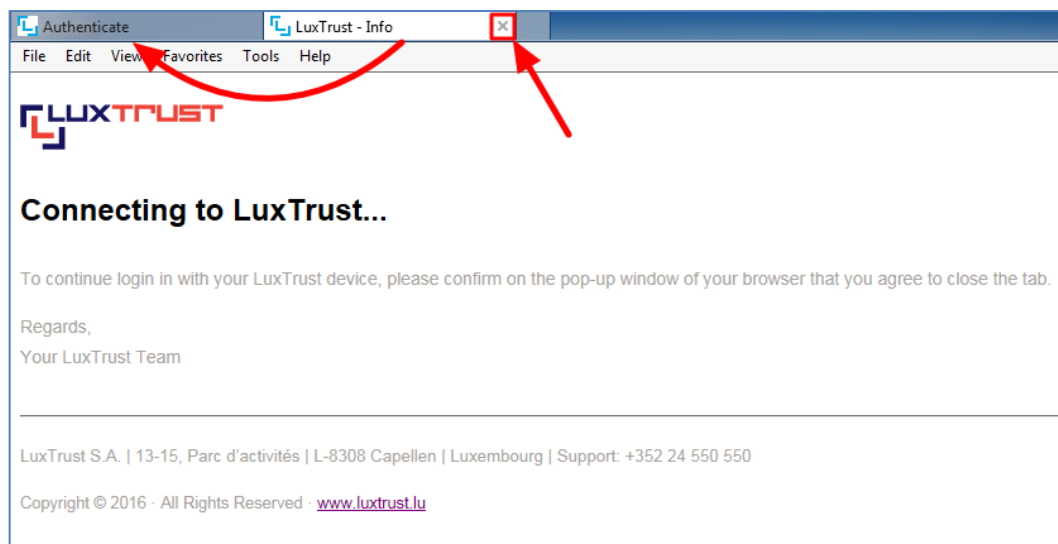 Authenticate LuxTrust - Info
File Edit View Favorites Tools Help
LUXTRUST
Connecting to LuxTrust...
To continue login in with your LuxTrust device, please confirm on the pop-up window of your browser that you agree to close the tab.
Regards,
Your LuxTrust Team
LuxTrust S.A. | 13-15, Parc d'activités | L-8308 Capellen | Luxembourg | Support: +352 24 550 550
Copyright © 2016 · All Rights Reserved · www.luxtrust.lu